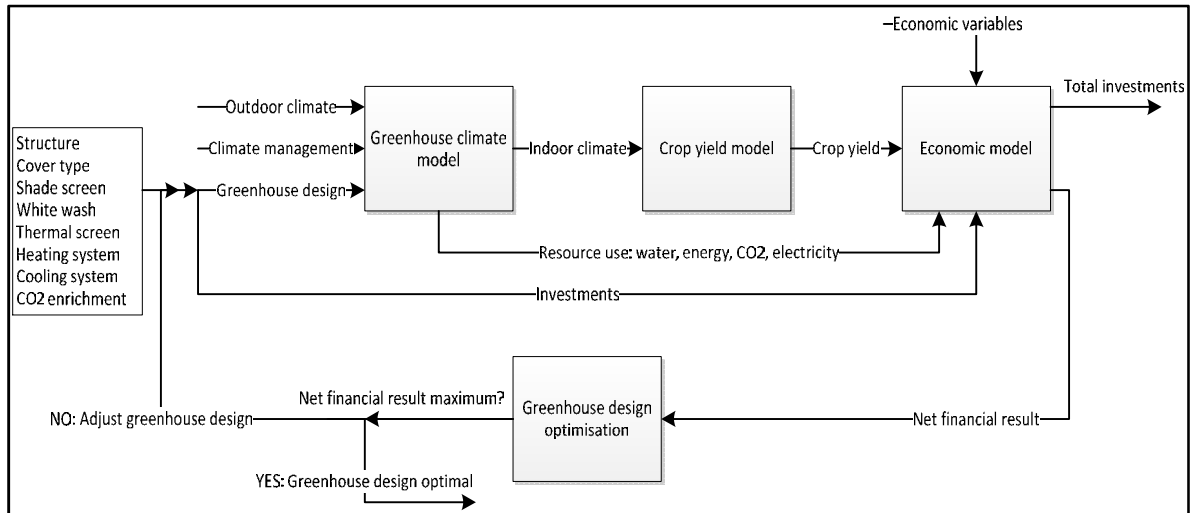 –Economic variables
Total investments
Outdoor climate
Climate management
Greenhouse design
Structure
Cover type
Shade screen
White wash
Thermal screen
Heating system
Cooling system
CO2 enrichment
Greenhouse climate
model
Indoor climate
Crop yield model
Crop yield
Economic model
Resource use: water, energy, CO2, electricity
Investments
Net financial result maximum?
Greenhouse design
optimisation
Net financial result
NO: Adjust greenhouse design
YES: Greenhouse design optimal